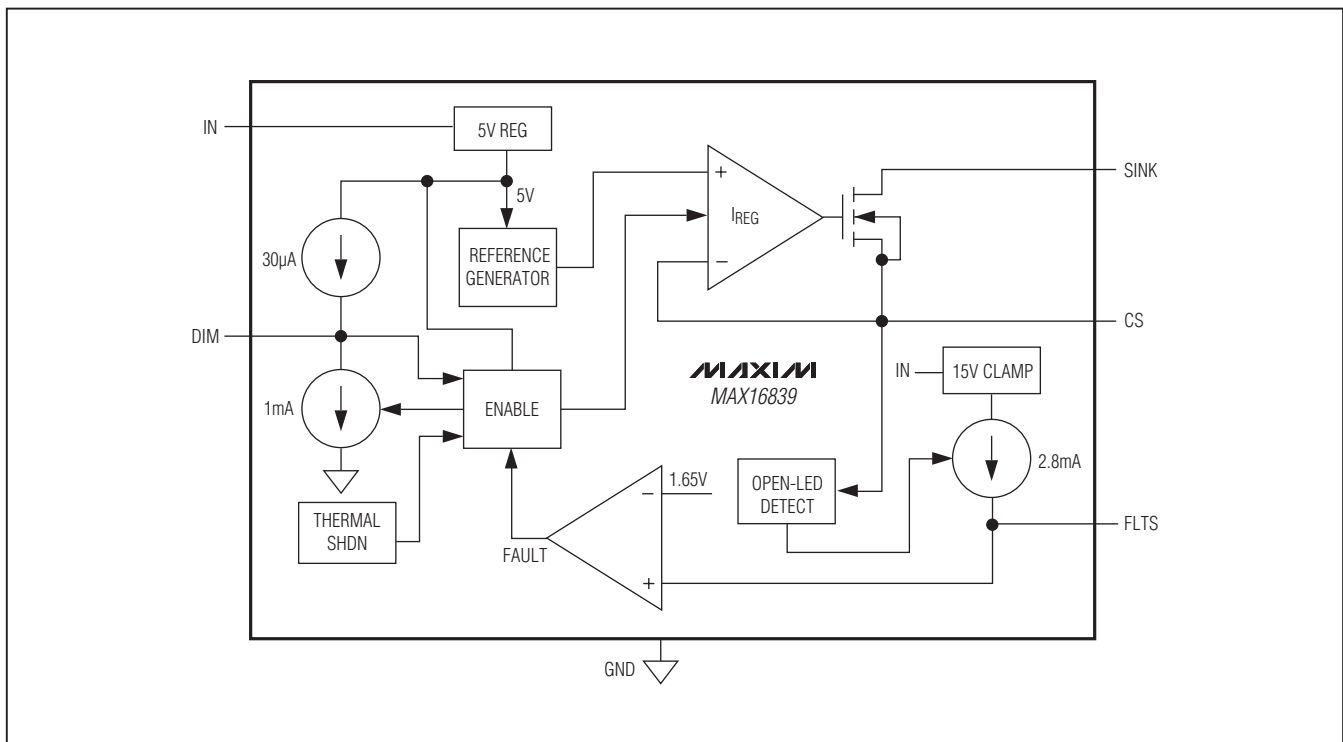 IN
5V REG
SINK
5V
+
IREG
30µA
REFERENCE
GENERATOR
−
DIM
CS
MAXIM
MAX16839
IN
15V CLAMP
1mA
ENABLE
2.8mA
1.65V
−
OPEN-LED
DETECT
THERMAL
SHDN
FAULT
FLTS
+
GND